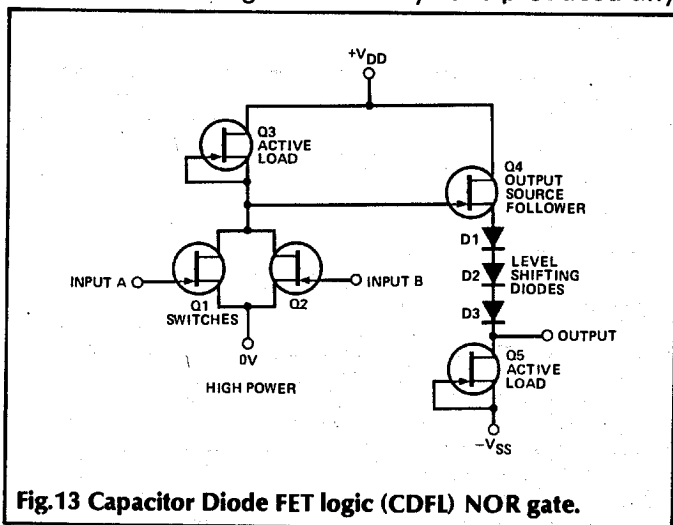 +VDD
Q3
ACTIVE
LOAD
Q4
OUTPUT
SOURCE
FOLLOWER
D1
LEVEL
D2
SHIFTING
DIODES
D3
INPUT A
INPUT B
Q1
Q2
SWITCHES
OUTPUT
0V
Q5
ACTIVE
LOAD
HIGH POWER
−VSS
Fig.13 Capacitor Diode FET logic (CDFL) NOR gate.